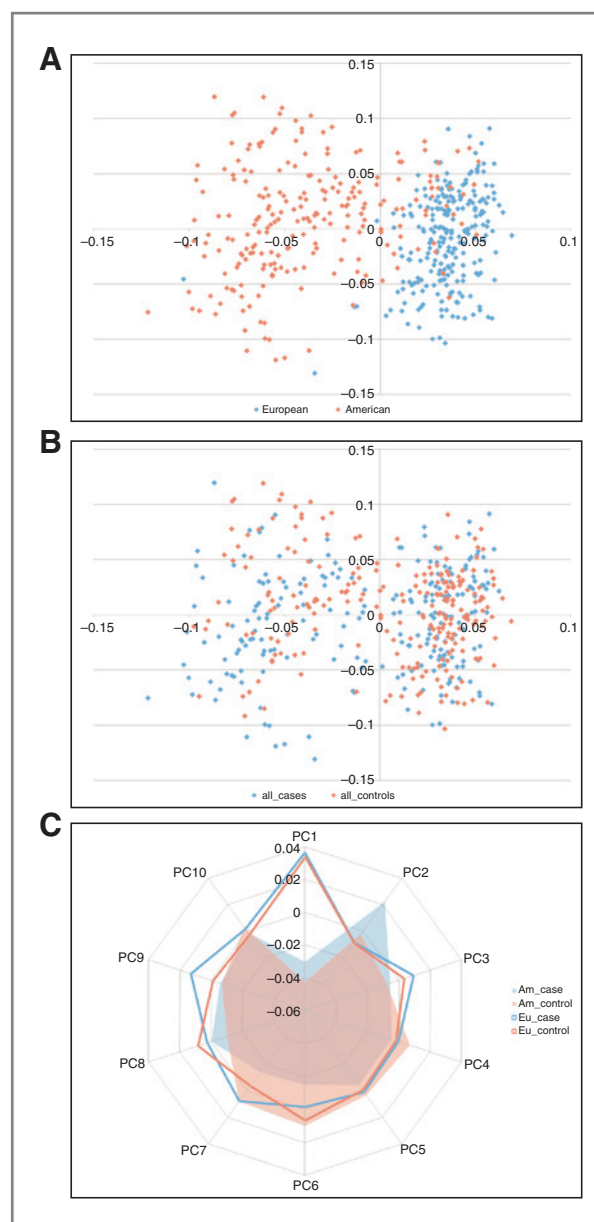 A
0.15
0.1
0.05
−0.15 −0.1 −0.05 0 0 0.05 0.1
−0.05
−0.1
−0.15
European American
B
0.15
0.1
0.05
−0.15 −0.1 −0.05 0 0 0.05 0.1
−0.05
−0.1
−0.15
all_cases all_controls
C
PC1
0.04
PC10 PC2
0.02
0
PC9 PC3
−0.02
−0.04
Am_case
Am_control
−0.06
Eu_case
Eu_control
PC8 PC4
PC7 PC5
PC6